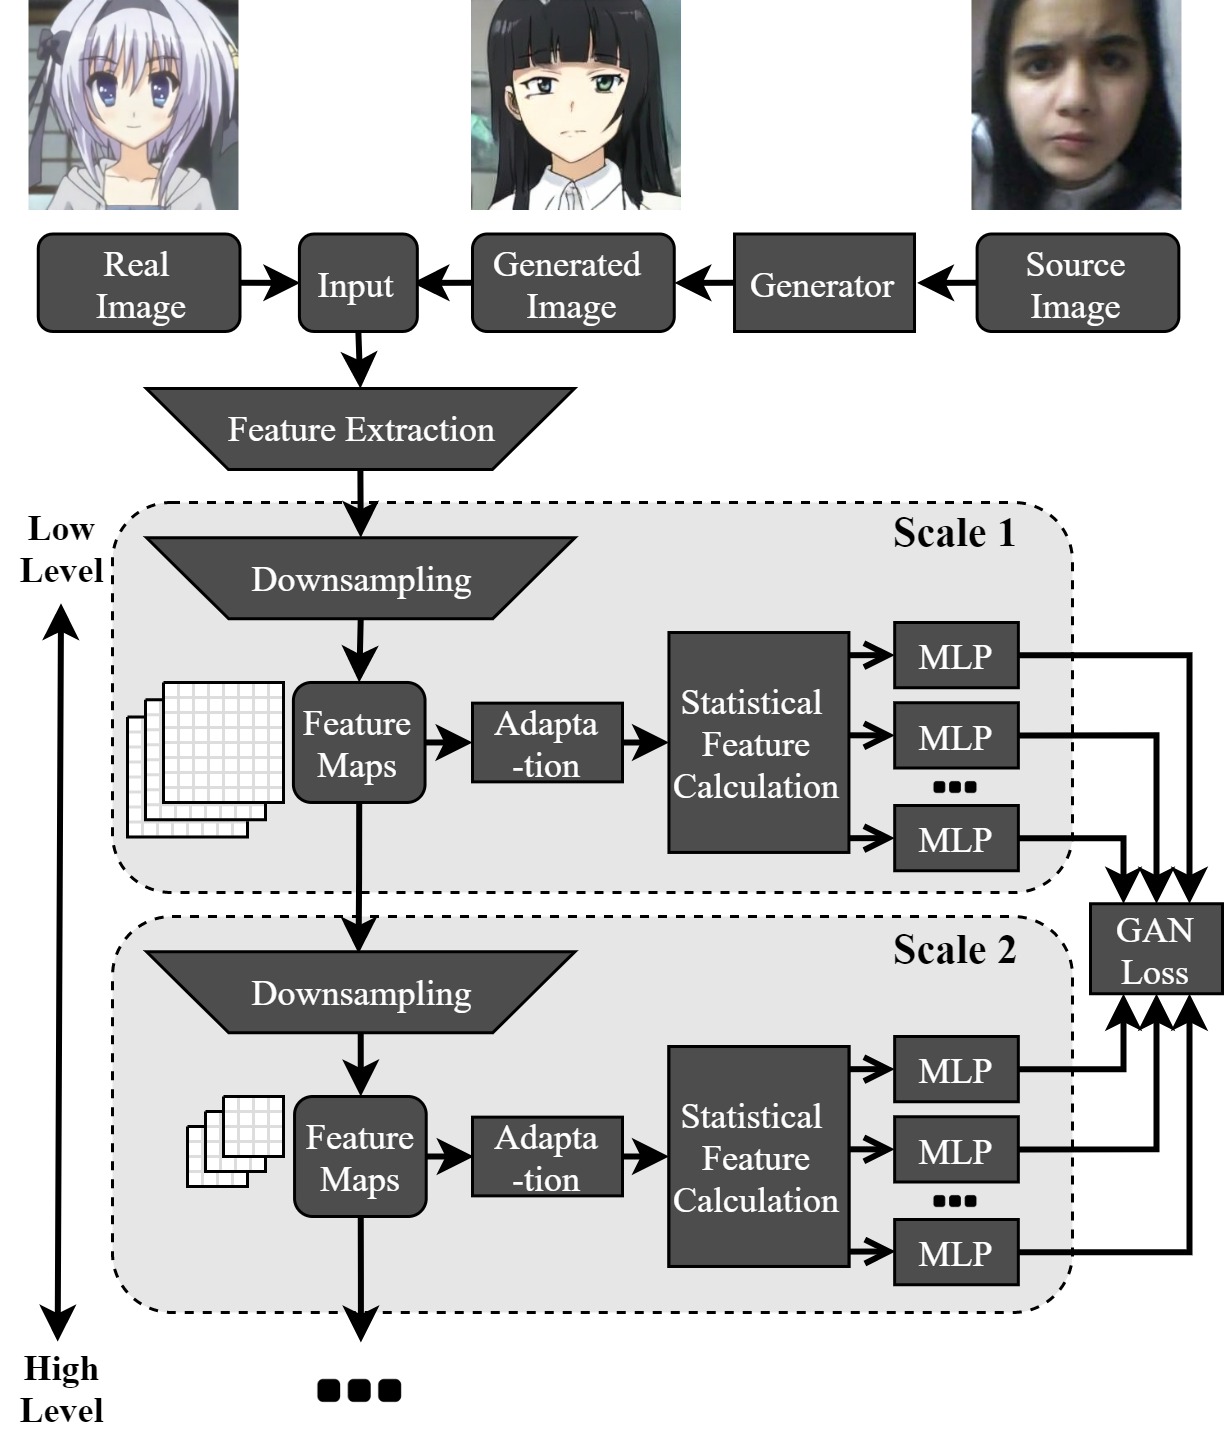 Real
Image
Input
Generated
Image
Generator
Source
Image
Feature Extraction
Low
Level
Scale 1
Downsampling
Feature
Maps
Adapta
-tion
Statistical
Feature
Calculation
MLP
MLP
MLP
GAN
Loss
Scale 2
Downsampling
Feature
Maps
Adapta
-tion
Statistical
Feature
Calculation
MLP
MLP
MLP
High
Level